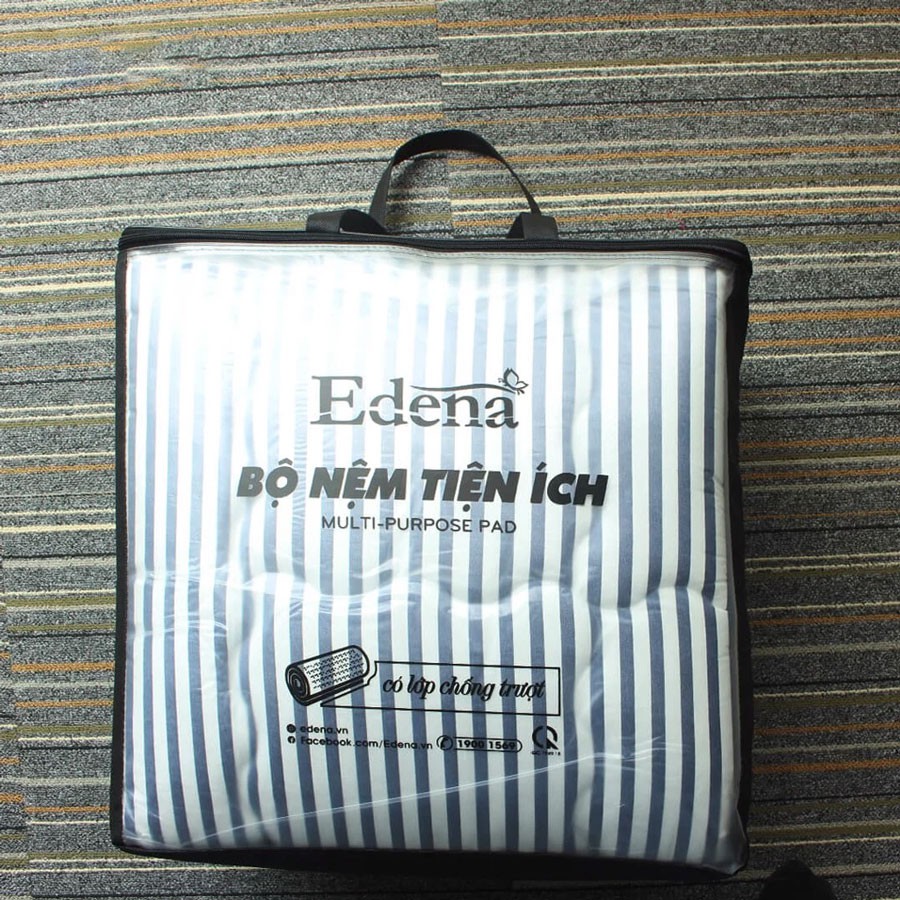 Edena
BỘ NỆM TIỆN ÍCH
MULTI-PURPOSE PAD
có lớp chống trượt
edena.vn
Facebook.com/Edena.vn 1900 1569